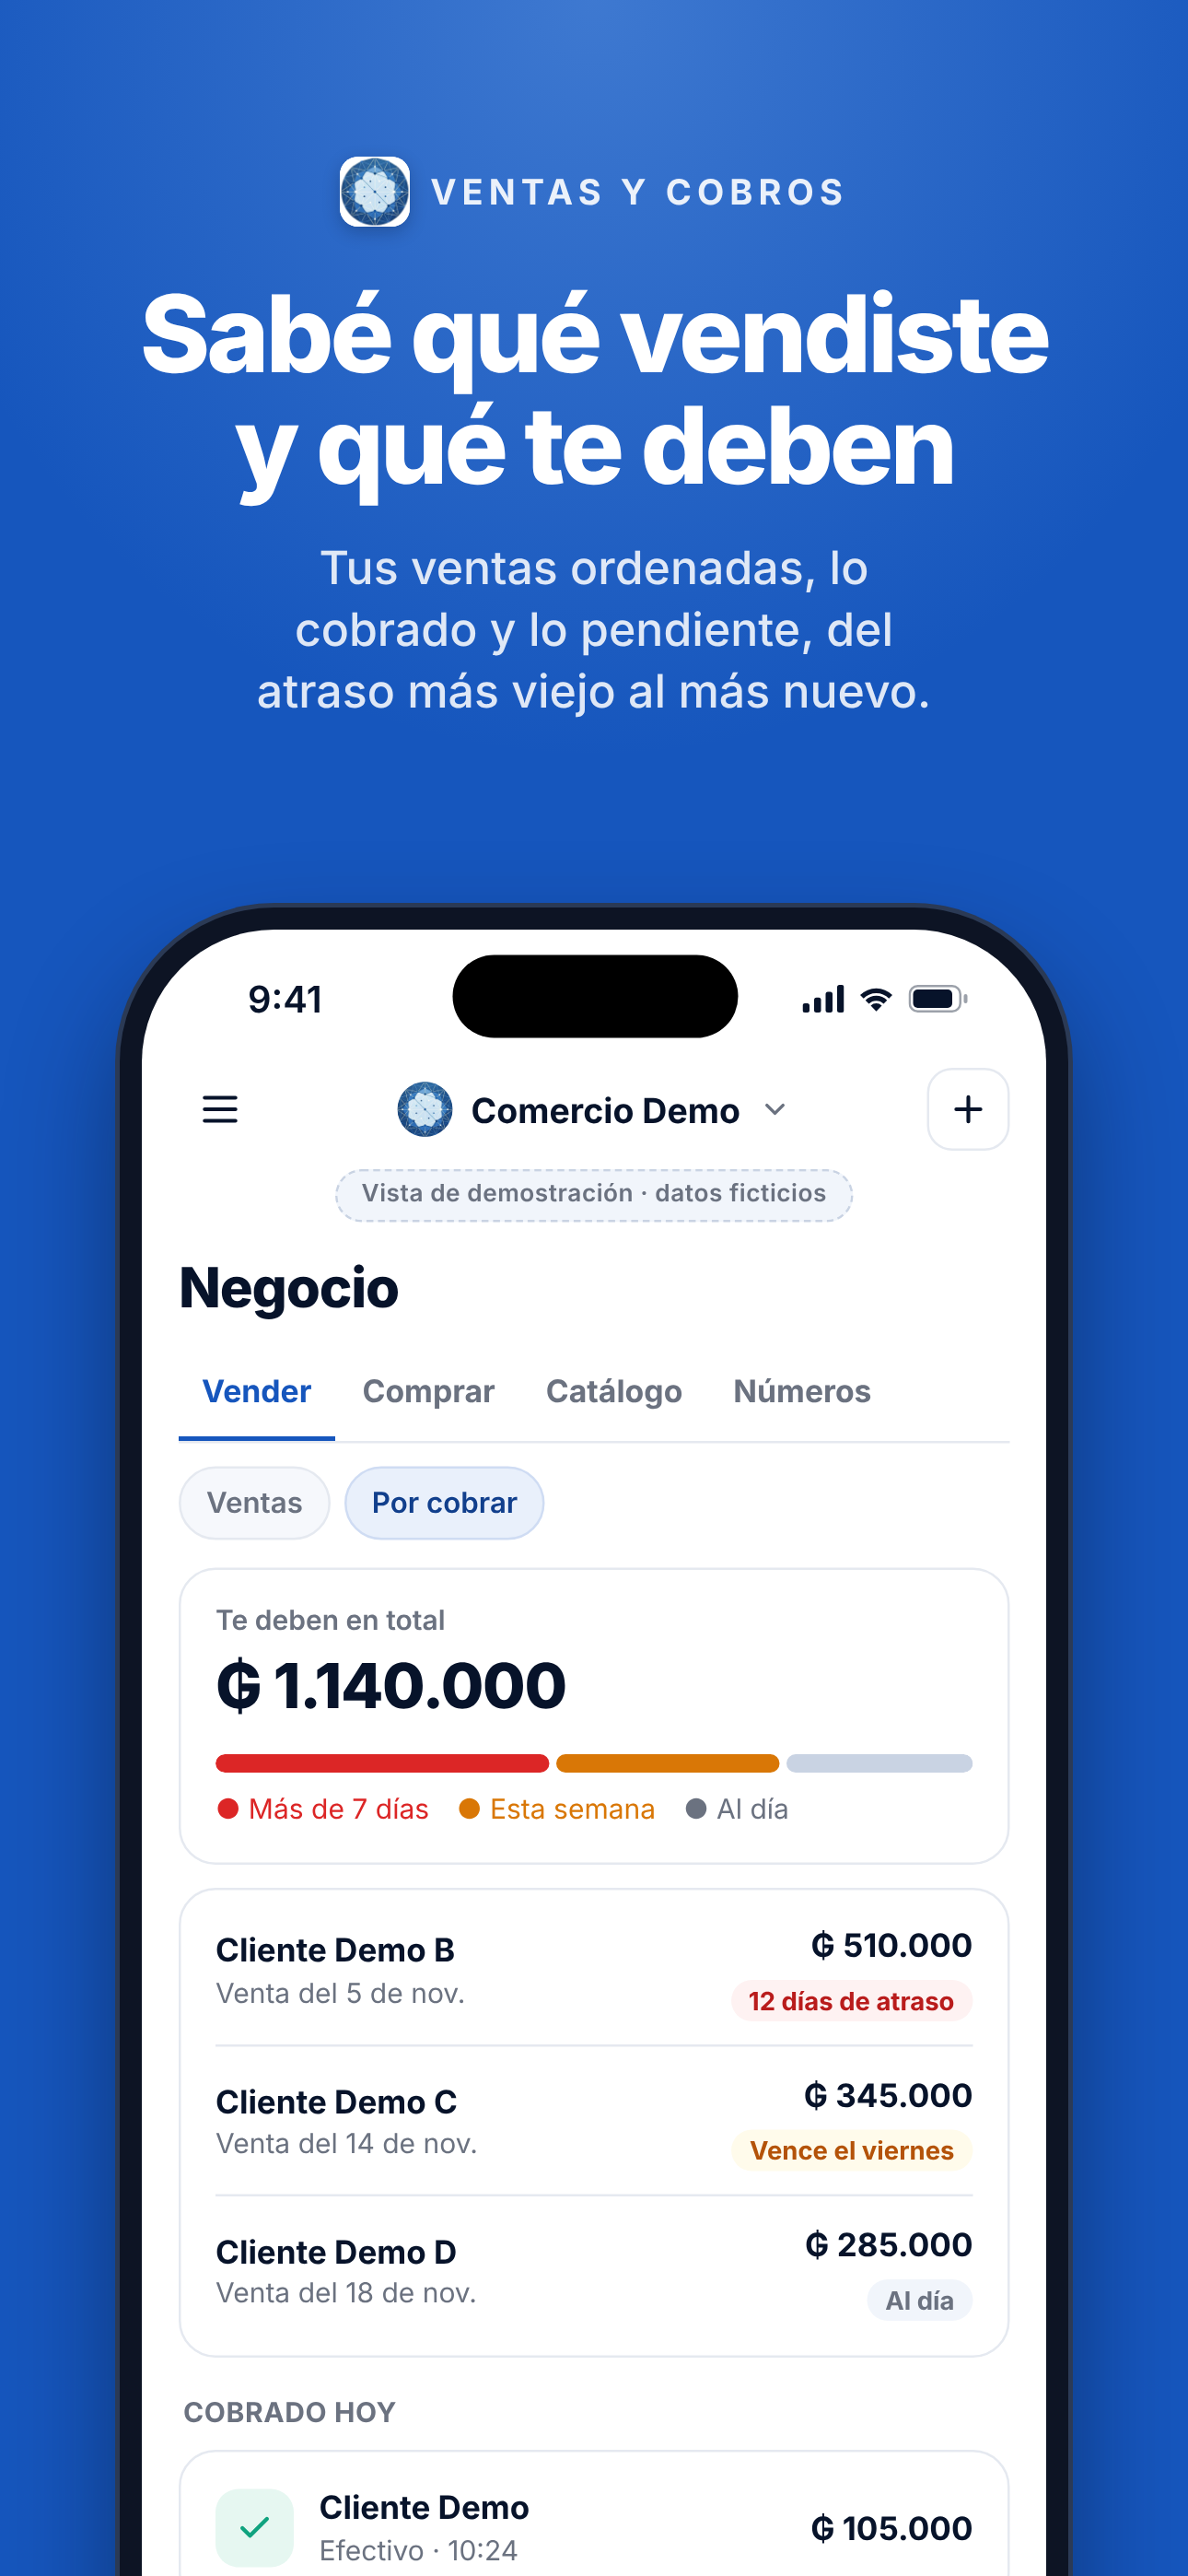 VENTAS Y COBROS
Sabé qué vendiste
y qué te deben
Tus ventas ordenadas, lo
cobrado y lo pendiente, del
atraso más viejo al más nuevo.
9:41
Comercio Demo
Vista de demostración · datos ficticios
Negocio
Vender Comprar Catálogo Números
Ventas Por cobrar
Te deben en total
₲ 1.140.000
Más de 7 días Esta semana Al día
Cliente Demo B ₲ 510.000
Venta del 5 de nov. 12 días de atraso
Cliente Demo C ₲ 345.000
Venta del 14 de nov. Vence el viernes
Cliente Demo D ₲ 285.000
Venta del 18 de nov. Al día
COBRADO HOY
Cliente Demo ₲ 105.000
Efectivo · 10:24